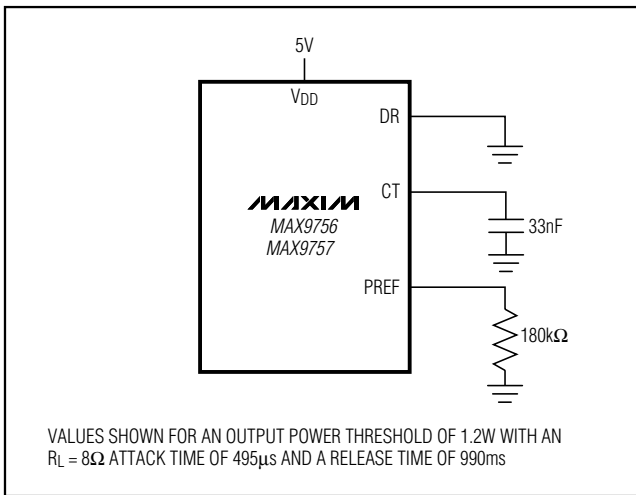 5V
VDD
DR
CT
MAXIM
MAX9756
MAX9757
33nF
PREF
180kΩ
VALUES SHOWN FOR AN OUTPUT POWER THRESHOLD OF 1.2W WITH AN
RL = 8Ω ATTACK TIME OF 495µs AND A RELEASE TIME OF 990ms